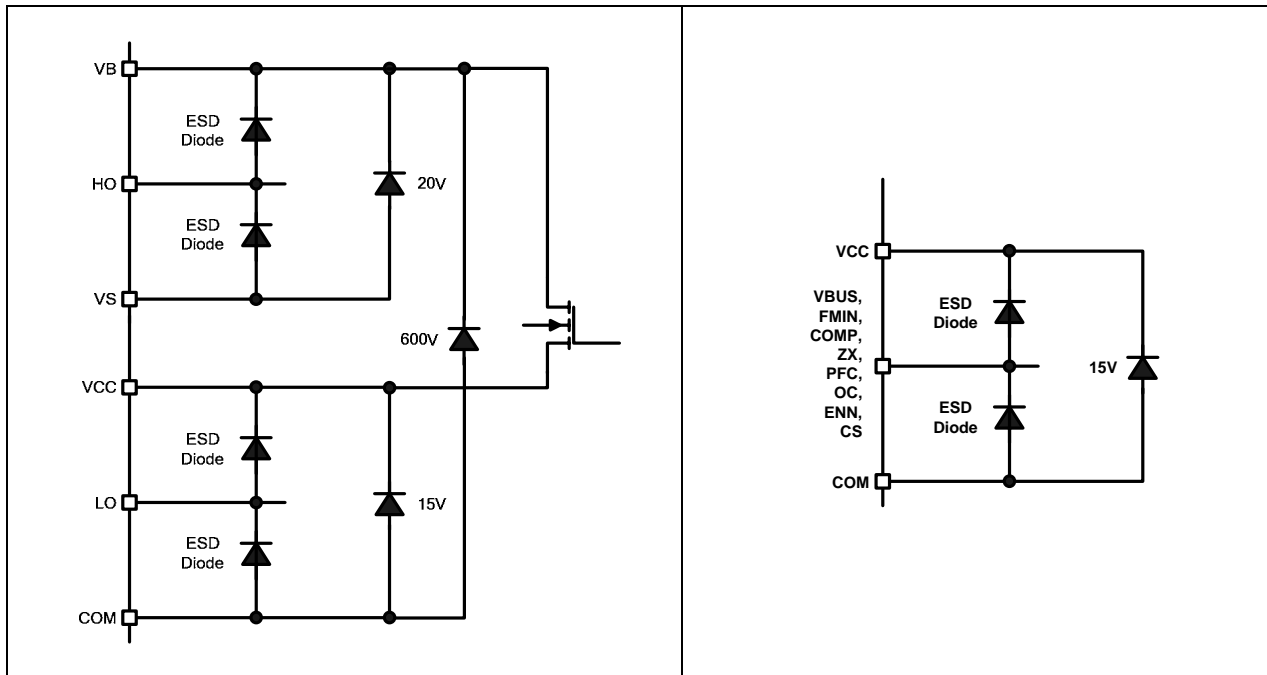 VB
ESD
Diode
HO
20V
ESD
Diode
VS
600V
VCC
ESD
Diode
LO
15V
ESD
Diode
COM
VCC
VBUS,
FMIN,
COMP,
ZX,
PFC,
OC,
ENN,
CS
ESD
Diode
15V
ESD
Diode
COM